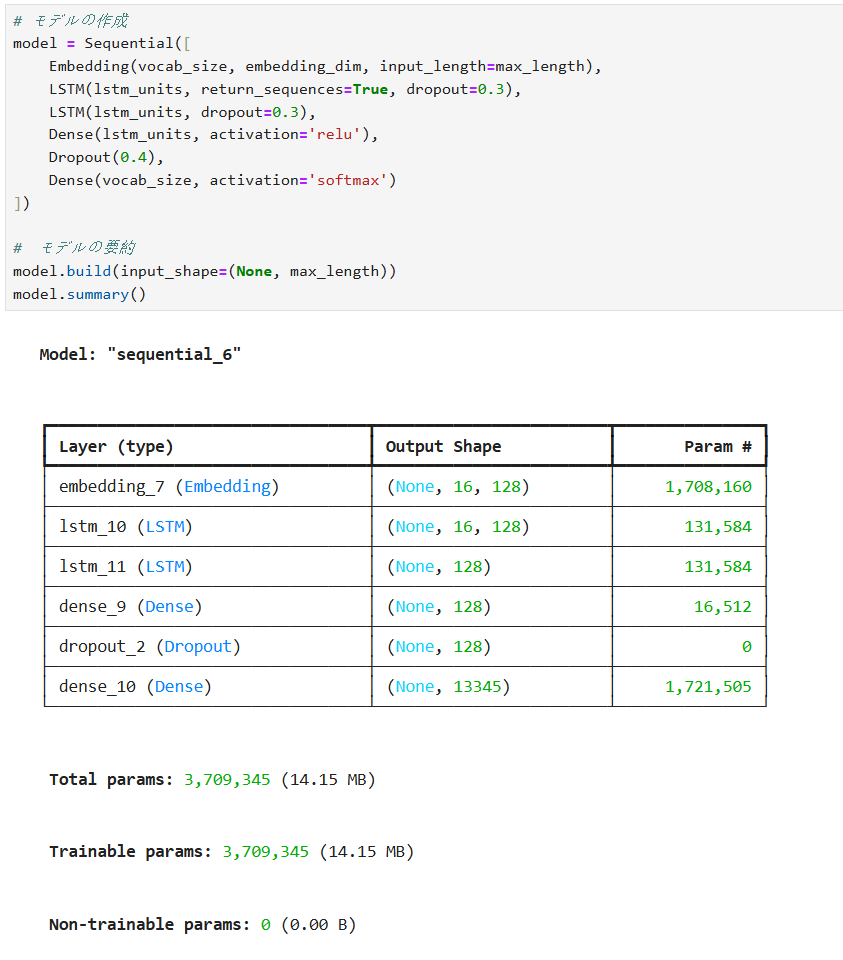 # モデルの作成
model = Sequential([
    Embedding(vocab_size, embedding_dim, input_length=max_length),
    LSTM(lstm_units, return_sequences=True, dropout=0.3),
    LSTM(lstm_units, dropout=0.3),
    Dense(lstm_units, activation='relu'),
    Dropout(0.4),
    Dense(vocab_size, activation='softmax')
])
#  モデルの要約
model.build(input_shape=(None, max_length))
model.summary()
Model: "sequential_6"
Layer (type) Output Shape Param #
embedding_7 (Embedding) (None, 16, 128) 1,708,160
lstm_10 (LSTM) (None, 16, 128) 131,584
lstm_11 (LSTM) (None, 128) 131,584
dense_9 (Dense) (None, 128) 16,512
dropout_2 (Dropout) (None, 128) 0
dense_10 (Dense) (None, 13345) 1,721,505
Total params: 3,709,345 (14.15 MB)
Trainable params: 3,709,345 (14.15 MB)
Non-trainable params: 0 (0.00 B)